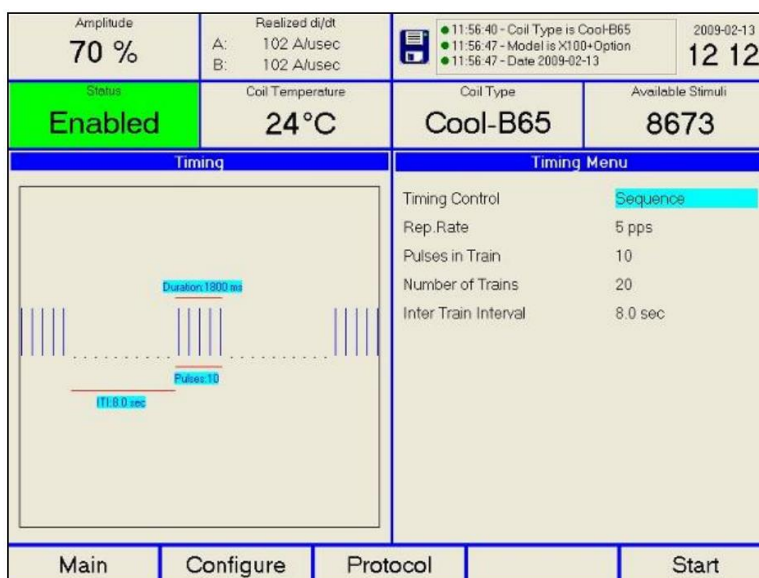 Amplitude
70 %
Realized di/dt
A: 102 A/usec
B: 102 A/usec
11:56:40 - Coil Type is Cool-B65
11:56:47 - Model is X100+Option
11:56:47 - Date 2009-02-13
2009-02-13
12 12
Status
Enabled
Coil Temperature
24°C
Coil Type
Cool-B65
Available Stimuli
8673
Timing
Duration:1800 ms
Pulses:10
ITI:8.0 sec
Timing Menu
Timing Control Sequence
Rep.Rate 5 pps
Pulses in Train 10
Number of Trains 20
Inter Train Interval 8.0 sec
Main Configure Protocol Start